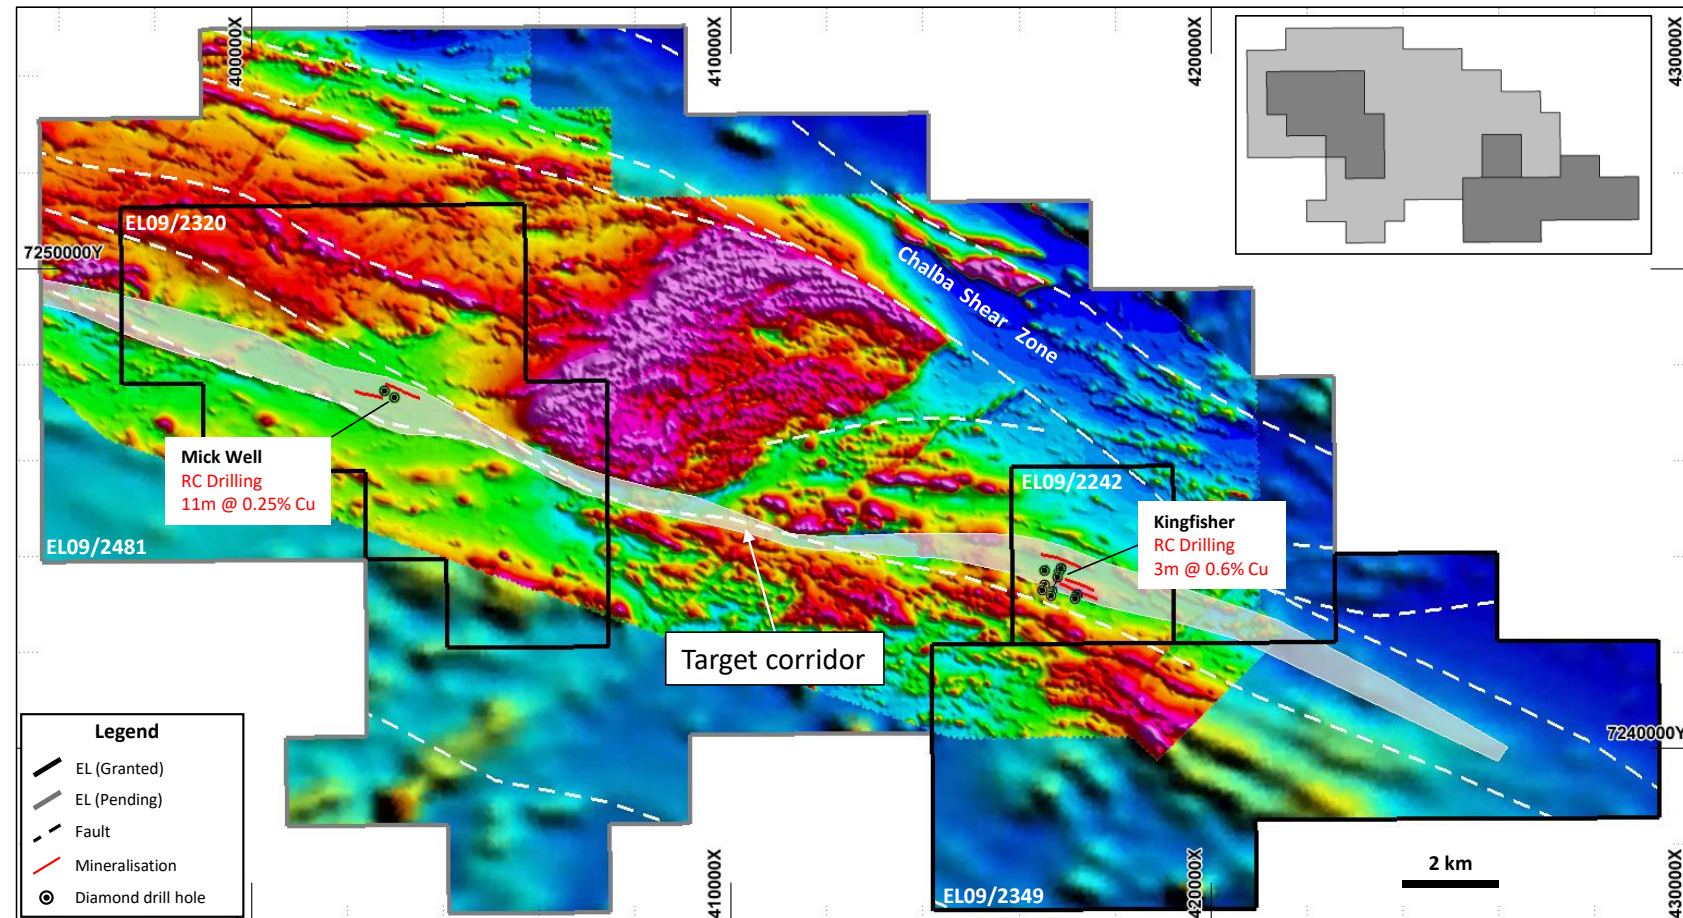 400000X
410000X
420000X
430000X
EL09/2320
7250000Y
Chalba Shear Zone
Mick Well
RC Drilling
11m @ 0.25% Cu
EL09/2242
Kingfisher
RC Drilling
3m @ 0.6% Cu
EL09/2481
Target corridor
7240000Y
Legend
EL (Granted)
EL (Pending)
Fault
Mineralisation
Diamond drill hole
2 km
EL09/2349
410000X
420000X
430000X